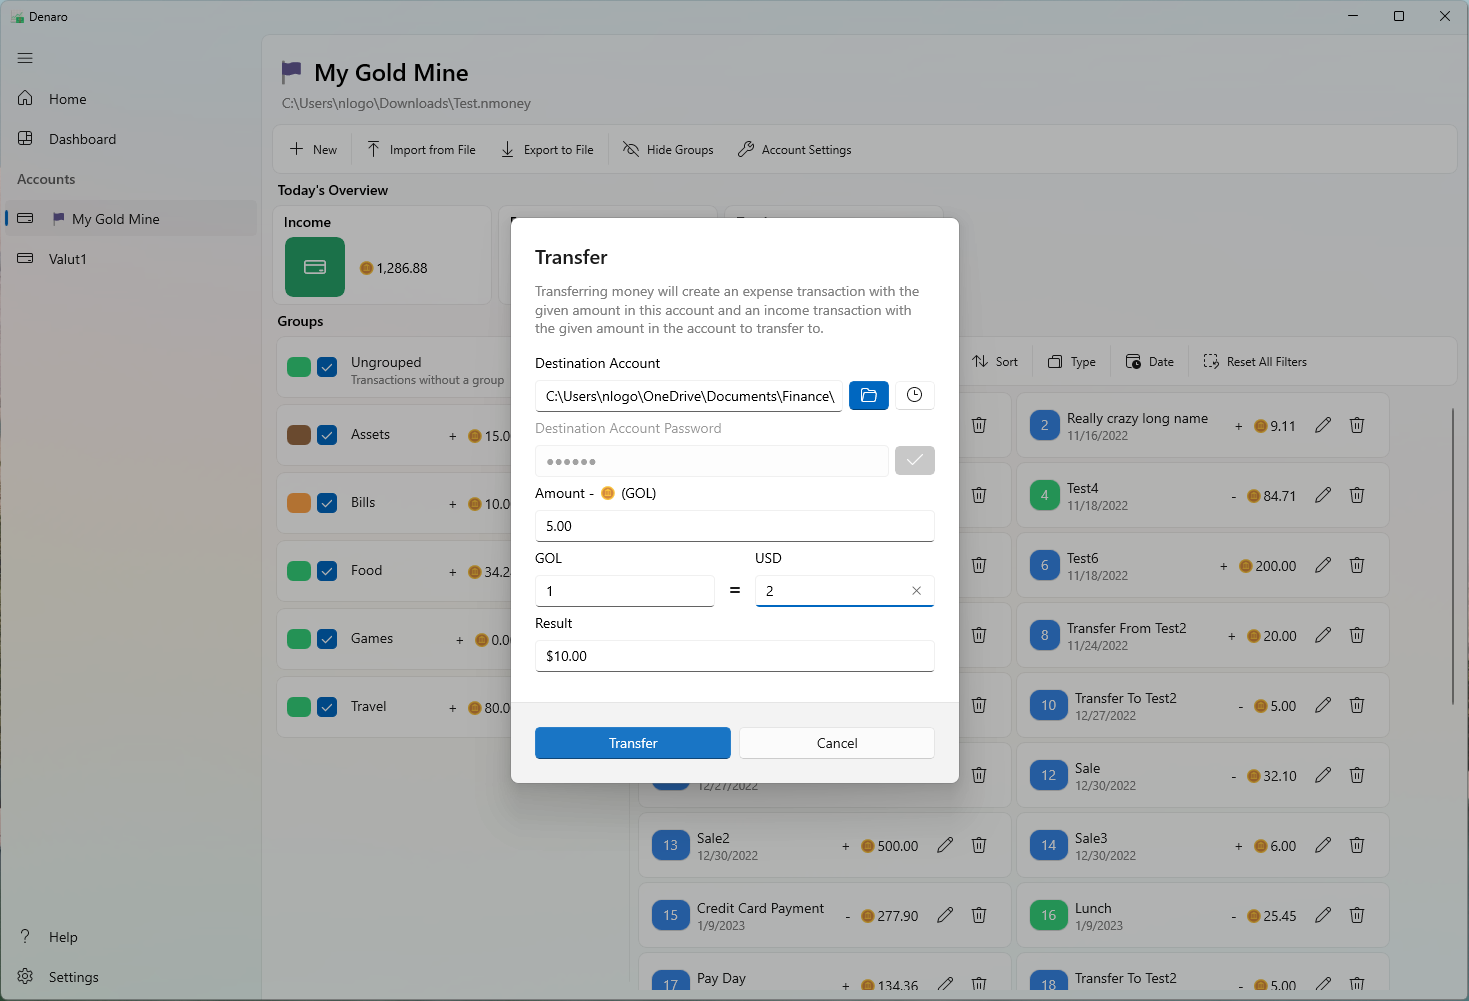 Denaro
Home
Dashboard
Accounts
My Gold Mine
Valut1
Help
Settings
My Gold Mine
C:\Users\nlogo\Downloads\Test.nmoney
New
Import from File
Export to File
Hide Groups
Account Settings
Today's Overview
Income
1,286.88
Groups
Ungrouped
Transactions without a group
Assets
+ 15.0
Bills
+ 10.0
Food
+ 34.2
Games
+ 0.0
Travel
+ 80.0
Transfer
Transferring money will create an expense transaction with the
given amount in this account and an income transaction with
the given amount in the account to transfer to.
Destination Account
C:\Users\nlogo\OneDrive\Documents\Finance\
Destination Account Password
●●●●●●
Amount - (GOL)
5.00
GOL
USD
1 = 2
Result
$10.00
Transfer
Cancel
Sort
Type
Date
Reset All Filters
2
Really crazy long name
11/16/2022
+ 9.11
4
Test4
11/18/2022
- 84.71
6
Test6
11/18/2022
+ 200.00
8
Transfer From Test2
11/24/2022
+ 20.00
10
Transfer To Test2
12/27/2022
- 5.00
12/27/2022
12
Sale
12/30/2022
- 32.10
13
Sale2
12/30/2022
+ 500.00
14
Sale3
12/30/2022
+ 6.00
15
Credit Card Payment
1/9/2023
- 277.90
16
Lunch
1/9/2023
- 25.45
17
Pay Day
+ 134.36
18
Transfer To Test2
- 5.00